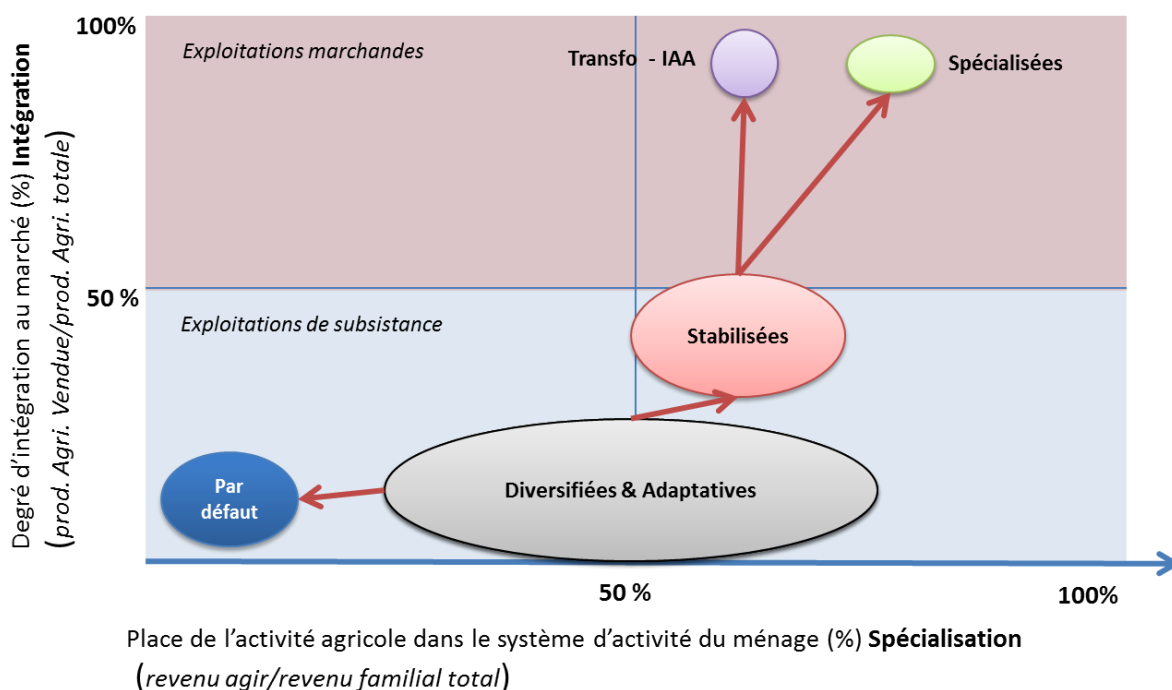 100%
Exploitations marchandes
Transfo - IAA
Spécialisées
Degré d'intégration au marché (%) Intégration
(prod. Agri. Vendue/prod. Agri. totale)
50 %
Exploitations de subsistance
Stabilisées
Par
défaut
Diversifiées & Adaptatives
50 %
100%
Place de l'activité agricole dans le système d'activité du ménage (%) Spécialisation
(revenu agir/revenu familial total)